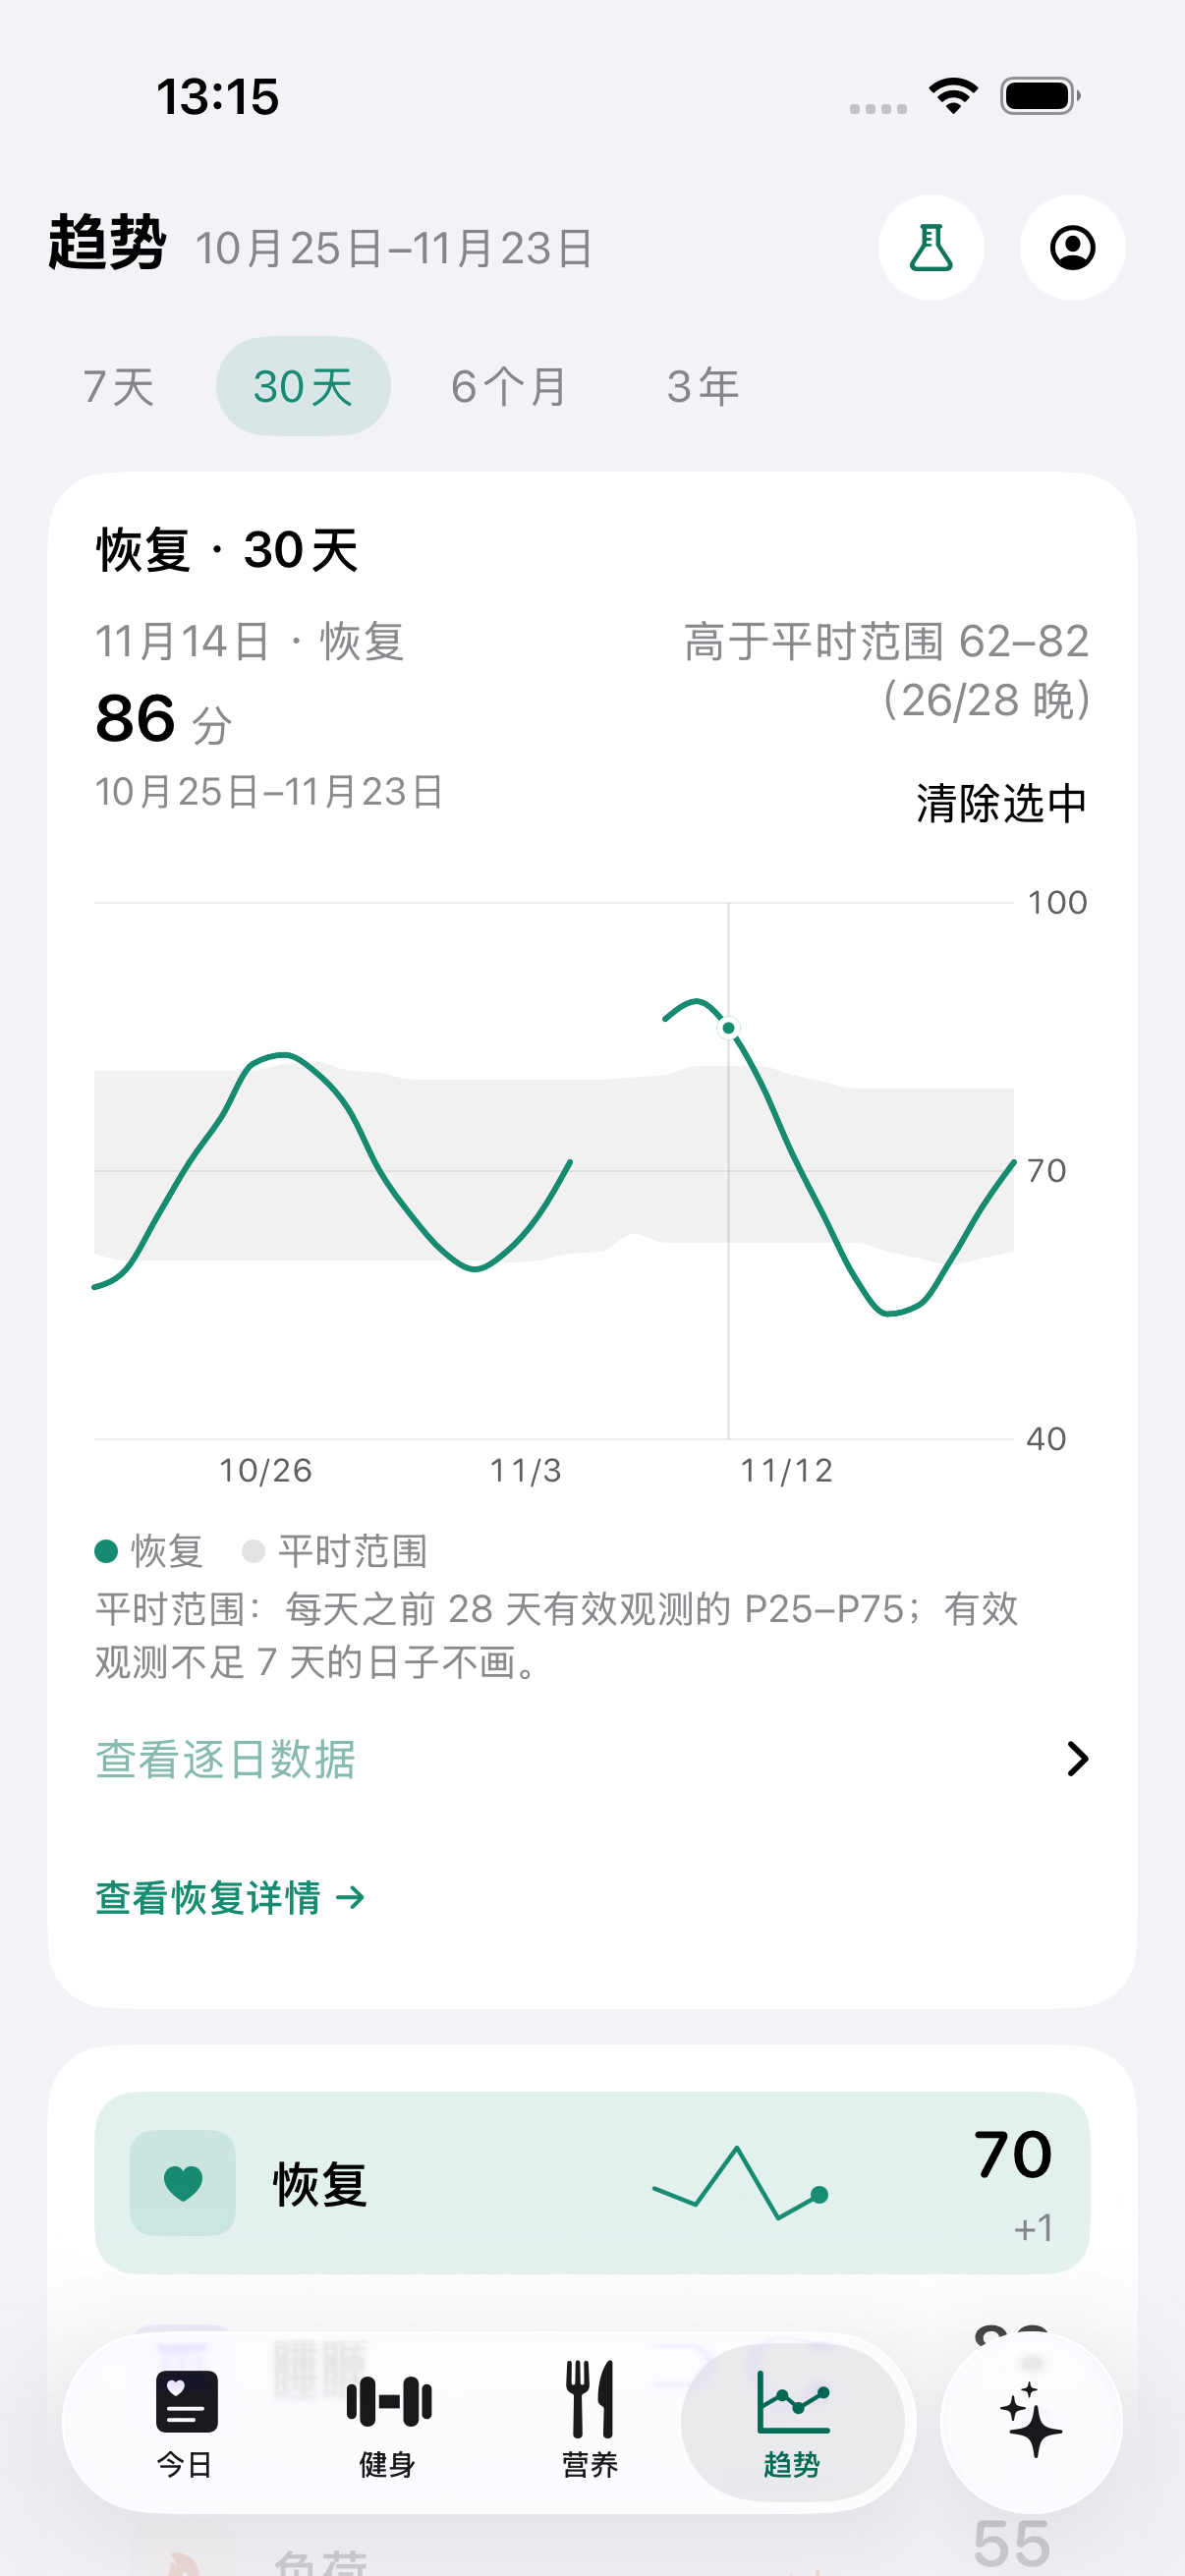 13:15
趋势 10月25日–11月23日
7天 30天 6个月 3年
恢复 · 30天
11月14日 · 恢复
高于平时范围 62–82
（26/28 晚）
86 分
10月25日–11月23日
清除选中
100
70
40
10/26 11/3 11/12
恢复 平时范围
平时范围：每天之前 28 天有效观测的 P25–P75；有效
观测不足 7 天的日子不画。
查看逐日数据
查看恢复详情 →
恢复
70
+1
睡眠
今日 健身 营养 趋势
负荷
55